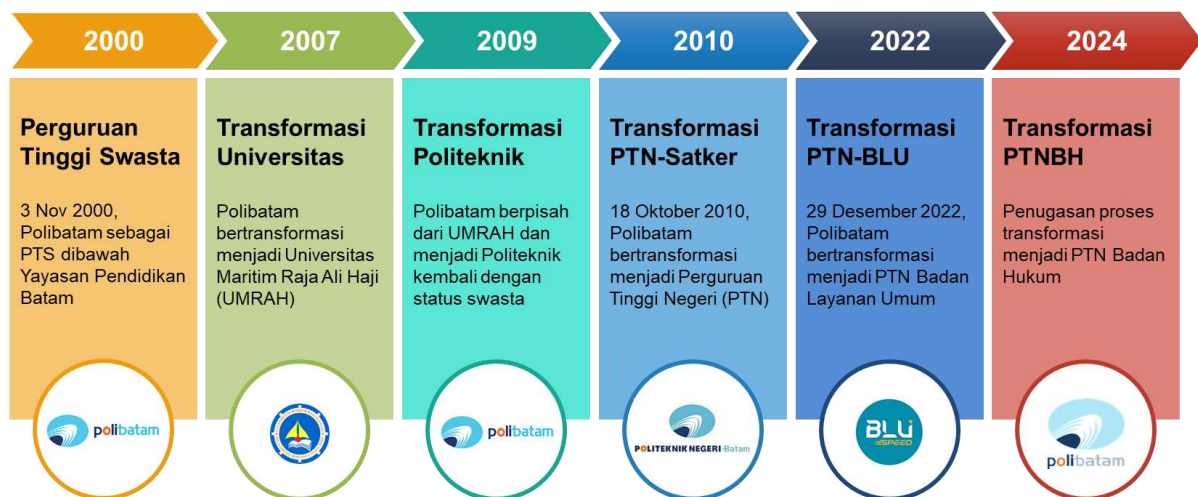 2000
2007
2009
2010
2022
2024
Perguruan
Tinggi Swasta
3 Nov 2000,
Polibatam sebagai
PTS dibawah
Yayasan Pendidikan
Batam
polibatam
Transformasi
Universitas
Polibatam
bertransformasi
menjadi Universitas
Maritim Raja Ali Haji
(UMRAH)
Transformasi
Politeknik
Polibatam berpisah
dari UMRAH dan
menjadi Politeknik
kembali dengan
status swasta
polibatam
Transformasi
PTN-Satker
18 Oktober 2010,
Polibatam
bertransformasi
menjadi Perguruan
Tinggi Negeri (PTN)
POLITEKNIK NEGERI-Batam
Transformasi
PTN-BLU
29 Desember 2022,
Polibatam
bertransformasi
menjadi PTN Badan
Layanan Umum
BLU
4SPEED
Transformasi
PTNBH
Penugasan proses
transformasi
menjadi PTN Badan
Hukum
polibatam